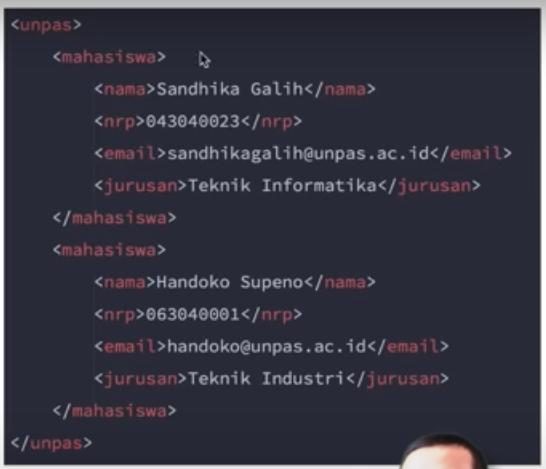 <unpas>
<mahasiswa>
<nama>Sandhika Galih</nama>
<nrp>043040023</nrp>
<email>sandhikagalih@unpas.ac.id</email>
<jurusan>Teknik Informatika</jurusan>
</mahasiswa>
<mahasiswa>
<nama>Handoko Supeno</nama>
<nrp>063040001</nrp>
<email>handoko@unpas.ac.id</email>
<jurusan>Teknik Industri</jurusan>
</mahasiswa>
</unpas>